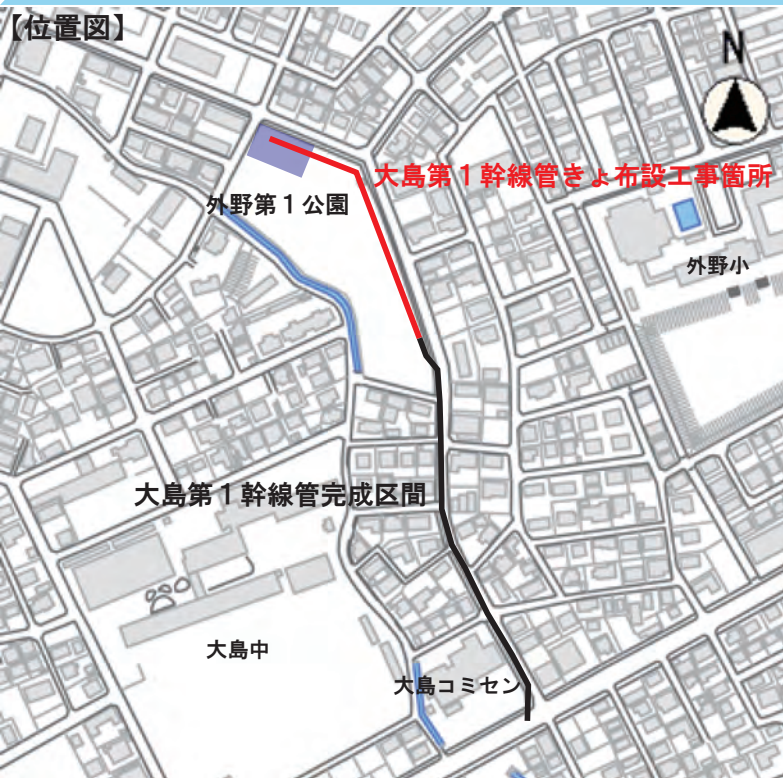 【位置図】
N
大島第1幹線管きょ布設工事箇所
外野第1公園
外野小
大島第1幹線管完成区間
大島中
大島コミセン